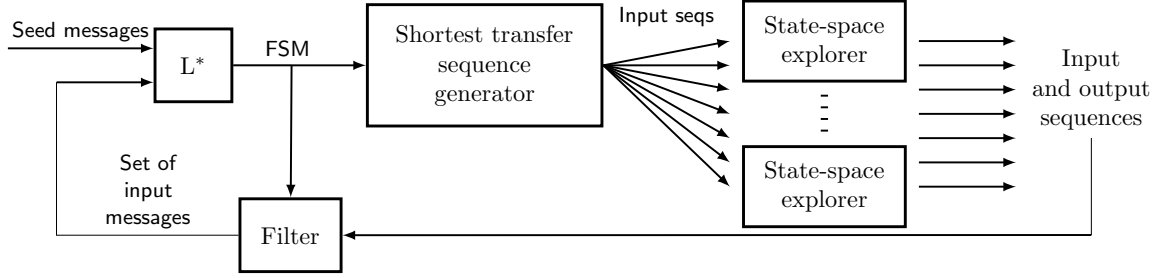 Seed messages
L*
FSM
Shortest transfer
sequence
generator
Input seqs
State-space
explorer
State-space
explorer
Input
and output
sequences
Set of
input
messages
Filter